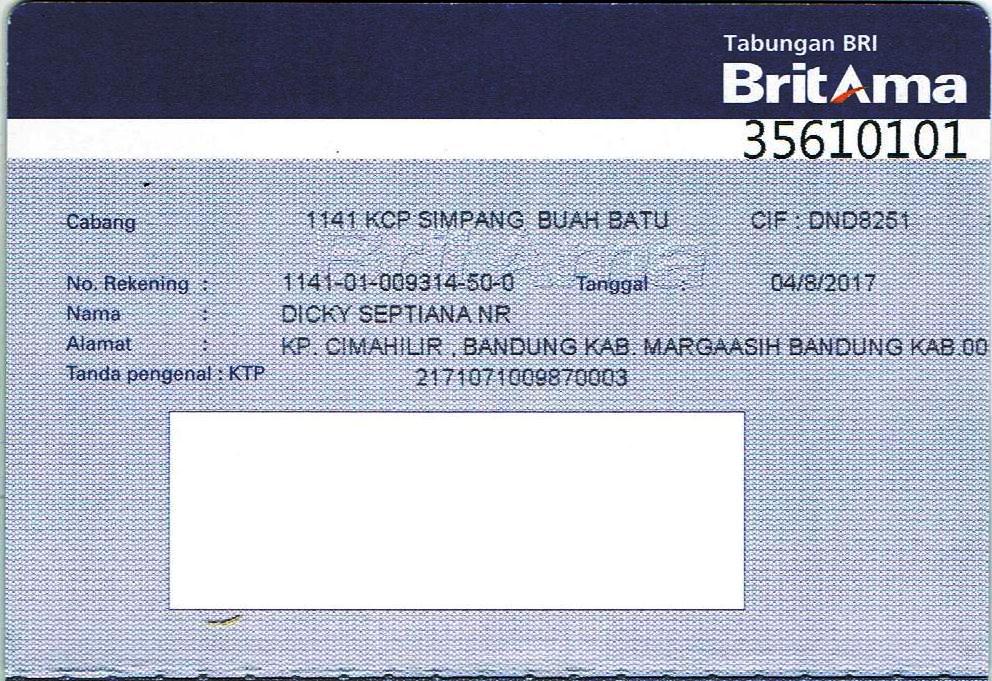 Tabungan BRI
BritAma
35610101
Cabang 1141 KCP SIMPANG BUAH BATU CIF : DND8251
No. Rekening : 1141-01-009314-50-0 Tanggal : 04/8/2017
Nama : DICKY SEPTIANA NR
Alamat : KP. CIMAHILIR , BANDUNG KAB. MARGAASIH BANDUNG KAB.00
Tanda pengenal : KTP 2171071009870003